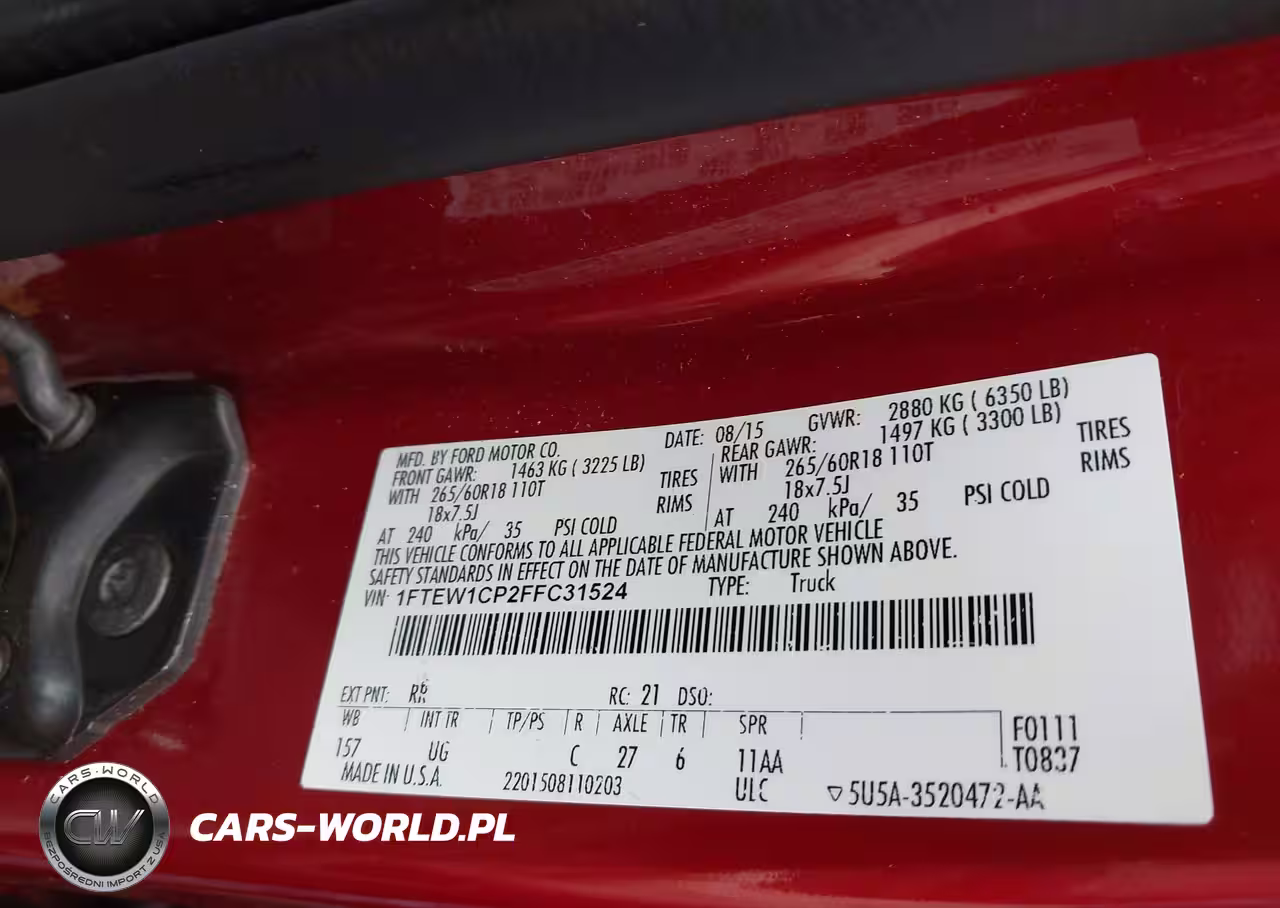 MFD. BY FORD MOTOR CO. DATE: 08/15 GVWR: 2880 KG ( 6350 LB)
FRONT GAWR: 1463 KG ( 3225 LB) REAR GAWR: 1497 KG ( 3300 LB)
WITH 265/60R18 110T TIRES WITH 265/60R18 110T TIRES
18x7.5J RIMS 18x7.5J RIMS
AT 240 kPa/ 35 PSI COLD AT 240 kPa/ 35 PSI COLD
THIS VEHICLE CONFORMS TO ALL APPLICABLE FEDERAL MOTOR VEHICLE
SAFETY STANDARDS IN EFFECT ON THE DATE OF MANUFACTURE SHOWN ABOVE.
VIN: 1FTEW1CP2FFC31524 TYPE: Truck
EXT PNT: RR RC: 21 DSO:
WB INT TR TP/PS R AXLE TR SPR F0111
157 UG C 27 6 11AA T0837
MADE IN U.S.A. 2201508110203 ULC ▽5U5A-3520472-AA
CARS-WORLD
CW
BEZPOŚREDNI IMPORT Z USA
CARS-WORLD.PL